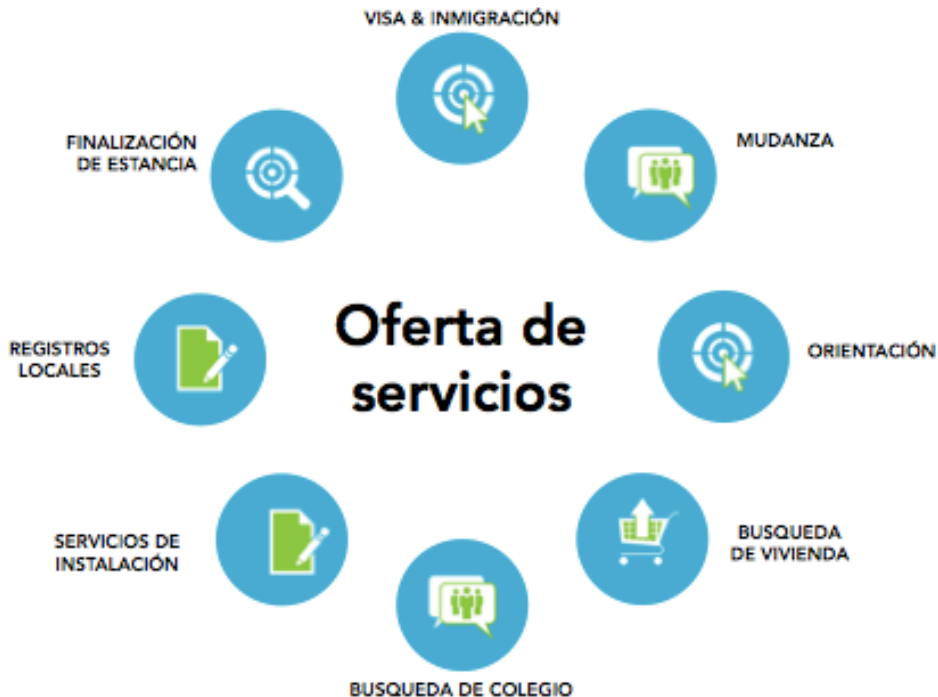 VISA & INMIGRACIÓN
FINALIZACIÓN
DE ESTANCIA
MUDANZA
Oferta de
servicios
REGISTROS
LOCALES
ORIENTACIÓN
SERVICIOS DE
INSTALACIÓN
BUSQUEDA
DE VIVIENDA
BUSQUEDA DE COLEGIO